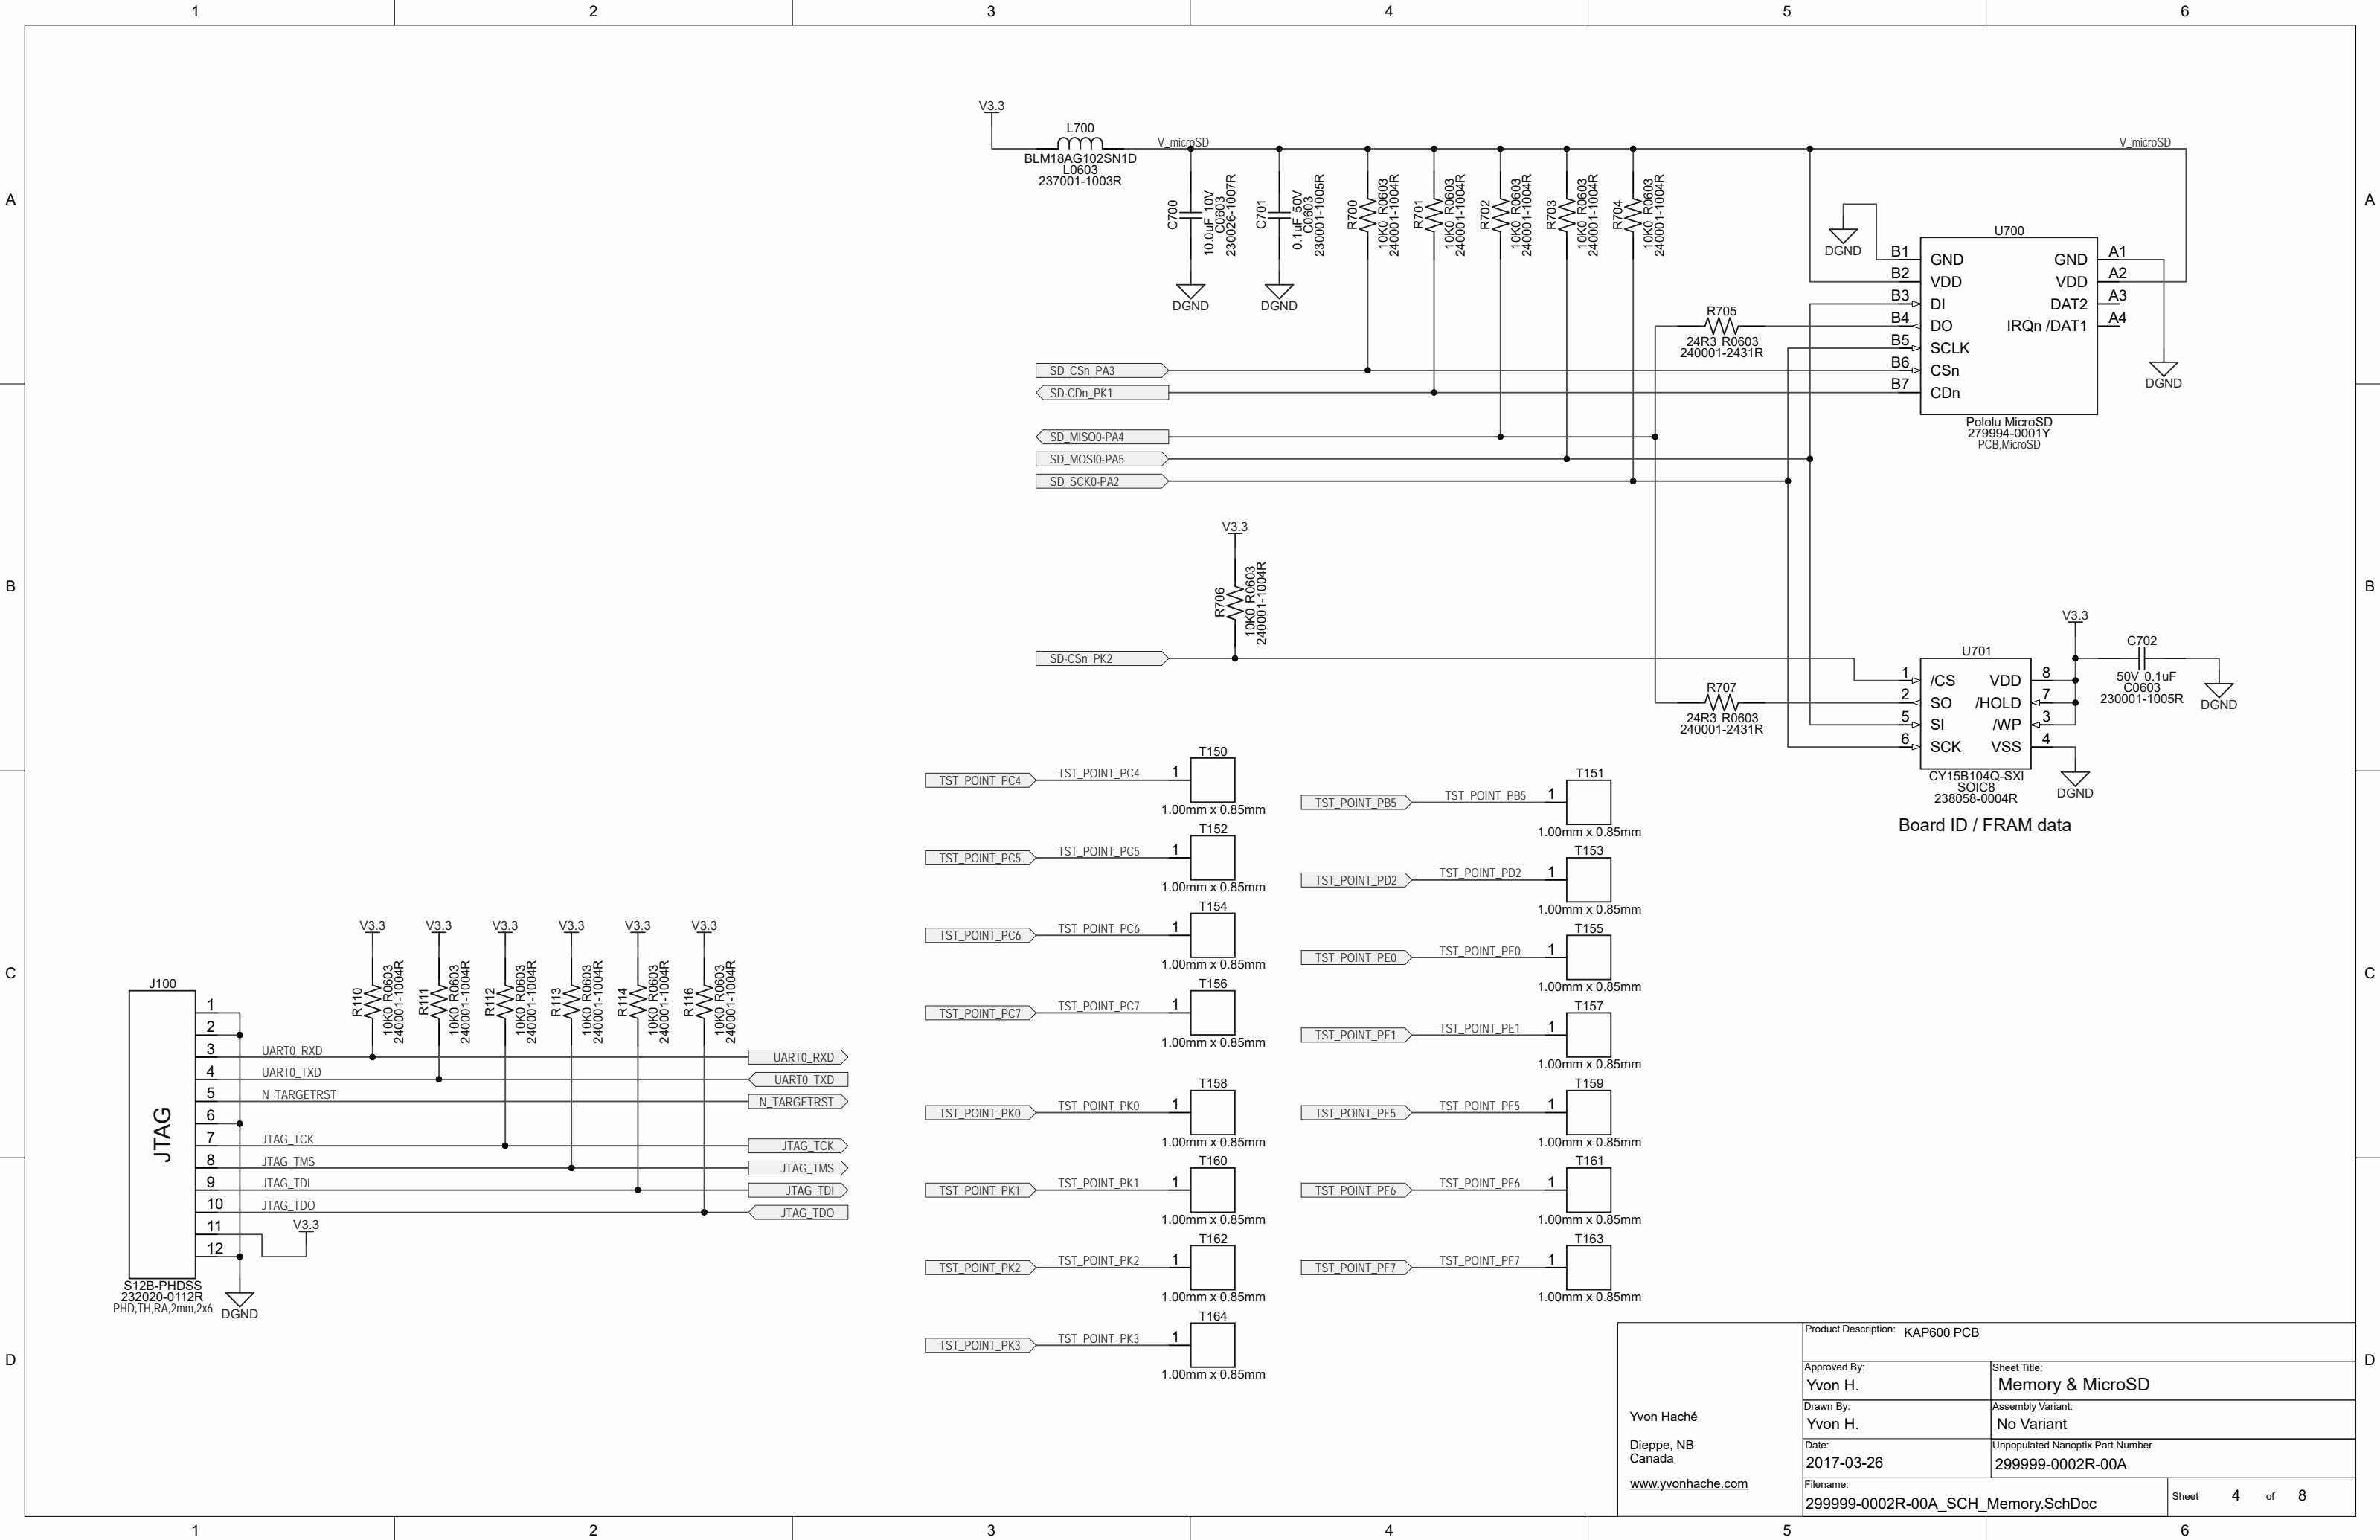 1 2 3 4 5 6
A A
B B
C C
D D
V3.3
L700
BLM18AG102SN1D
L0603
237001-1003R
V_microSD
V_microSD
C700
10.0uF 10V
C0603
230026-1007R
DGND
C701
0.1uF 50V
C0603
230001-1005R
DGND
R700
10K0 R0603
240001-1004R
R701
10K0 R0603
240001-1004R
R702
10K0 R0603
240001-1004R
R703
10K0 R0603
240001-1004R
R704
10K0 R0603
240001-1004R
DGND
U700
B1 GND GND A1
B2 VDD VDD A2
B3 DI DAT2 A3
B4 DO IRQn /DAT1 A4
B5 SCLK
B6 CSn
B7 CDn
Pololu MicroSD
279994-0001Y
PCB,MicroSD
DGND
R705
24R3 R0603
240001-2431R
SD_CSn_PA3
SD-CDn_PK1
SD_MISO0-PA4
SD_MOSI0-PA5
SD_SCK0-PA2
V3.3
R706
10K0 R0603
240001-1004R
SD-CSn_PK2
R707
24R3 R0603
240001-2431R
V3.3
C702
50V 0.1uF
C0603
230001-1005R
DGND
U701
1 /CS VDD 8
2 SO /HOLD 7
5 SI /WP 3
6 SCK VSS 4
CY15B104Q-SXI
SOIC8
238058-0004R
DGND
Board ID / FRAM data
T150
TST_POINT_PC4 TST_POINT_PC4 1
1.00mm x 0.85mm
T151
TST_POINT_PB5 TST_POINT_PB5 1
1.00mm x 0.85mm
T152
TST_POINT_PC5 TST_POINT_PC5 1
1.00mm x 0.85mm
T153
TST_POINT_PD2 TST_POINT_PD2 1
1.00mm x 0.85mm
T154
TST_POINT_PC6 TST_POINT_PC6 1
1.00mm x 0.85mm
T155
TST_POINT_PE0 TST_POINT_PE0 1
1.00mm x 0.85mm
T156
TST_POINT_PC7 TST_POINT_PC7 1
1.00mm x 0.85mm
T157
TST_POINT_PE1 TST_POINT_PE1 1
1.00mm x 0.85mm
T158
TST_POINT_PK0 TST_POINT_PK0 1
1.00mm x 0.85mm
T159
TST_POINT_PF5 TST_POINT_PF5 1
1.00mm x 0.85mm
T160
TST_POINT_PK1 TST_POINT_PK1 1
1.00mm x 0.85mm
T161
TST_POINT_PF6 TST_POINT_PF6 1
1.00mm x 0.85mm
T162
TST_POINT_PK2 TST_POINT_PK2 1
1.00mm x 0.85mm
T163
TST_POINT_PF7 TST_POINT_PF7 1
1.00mm x 0.85mm
T164
TST_POINT_PK3 TST_POINT_PK3 1
1.00mm x 0.85mm
V3.3 V3.3 V3.3 V3.3 V3.3 V3.3
R110
10K0 R0603
240001-1004R
R111
10K0 R0603
240001-1004R
R112
10K0 R0603
240001-1004R
R113
10K0 R0603
240001-1004R
R114
10K0 R0603
240001-1004R
R116
10K0 R0603
240001-1004R
J100
JTAG
1
2
3 UART0_RXD UART0_RXD
4 UART0_TXD UART0_TXD
5 N_TARGETRST N_TARGETRST
6
7 JTAG_TCK JTAG_TCK
8 JTAG_TMS JTAG_TMS
9 JTAG_TDI JTAG_TDI
10 JTAG_TDO JTAG_TDO
11 V3.3
12
S12B-PHDSS
232020-0112R
PHD,TH,RA,2mm,2x6
DGND
Yvon Haché
Dieppe, NB
Canada
www.yvonhache.com
Product Description: KAP600 PCB
Approved By:
Yvon H.
Sheet Title:
Memory & MicroSD
Drawn By:
Yvon H.
Assembly Variant:
No Variant
Date:
2017-03-26
Unpopulated Nanoptix Part Number
299999-0002R-00A
Filename:
299999-0002R-00A_SCH_Memory.SchDoc
Sheet 4 of 8
1 2 3 4 5 6